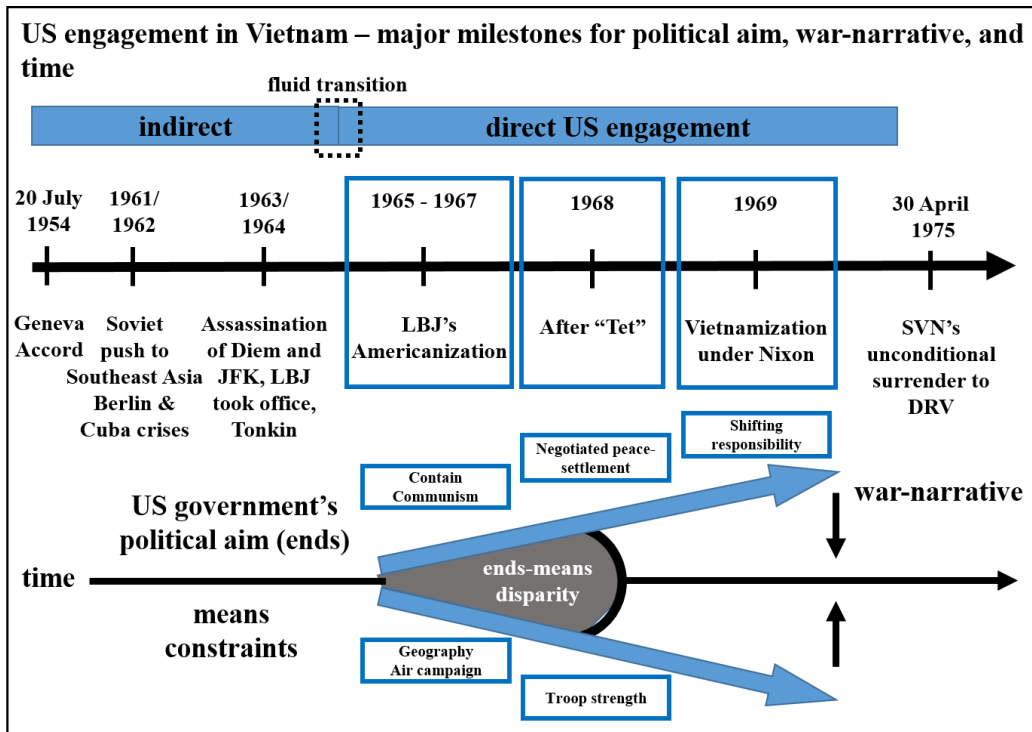 US engagement in Vietnam – major milestones for political aim, war-narrative, and
time
fluid transition
indirect
direct US engagement
20 July
1954
1961/
1962
1963/
1964
1965 - 1967
1968
1969
30 April
1975
Geneva
Accord
Soviet
push to
Southeast Asia
Berlin &
Cuba crises
Assassination
of Diem and
JFK, LBJ
took office,
Tonkin
LBJ's
Americanization
After “Tet”
Vietnamization
under Nixon
SVN's
unconditional
surrender to
DRV
Shifting
responsibility
Negotiated peace-
settlement
Contain
Communism
US government's
political aim (ends)
war-narrative
time
ends-means
disparity
means
constraints
Geography
Air campaign
Troop strength